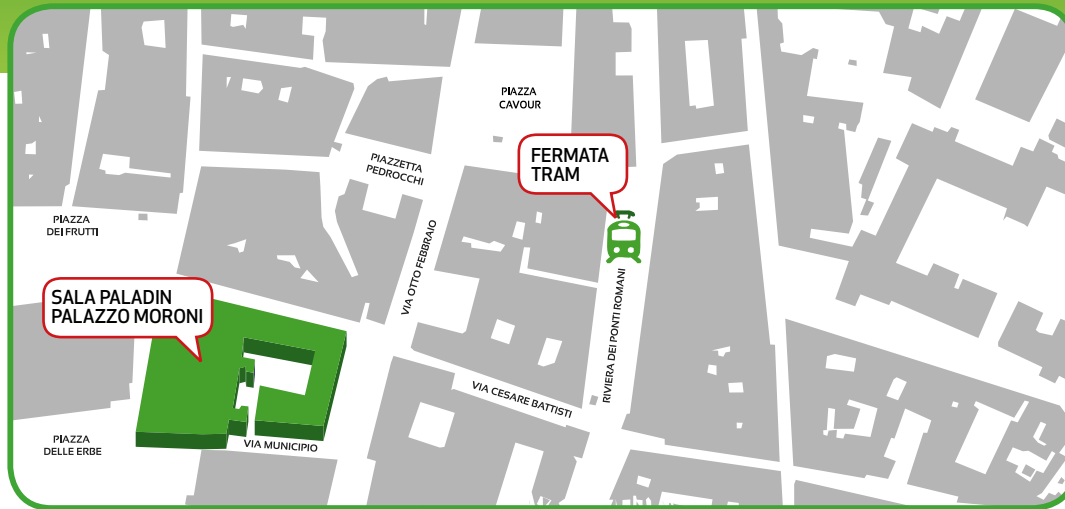 PIAZZA
CAVOUR
FERMATA
TRAM
PIAZZETTA
PEDROCCHI
PIAZZA
DEI FRUTTI
VIA OTTO FEBBRAIO
SALA PALADIN
PALAZZO MORONI
RIVIERA DEI PONTI ROMANI
VIA CESARE BATTISTI
PIAZZA
DELLE ERBE
VIA MUNICIPIO